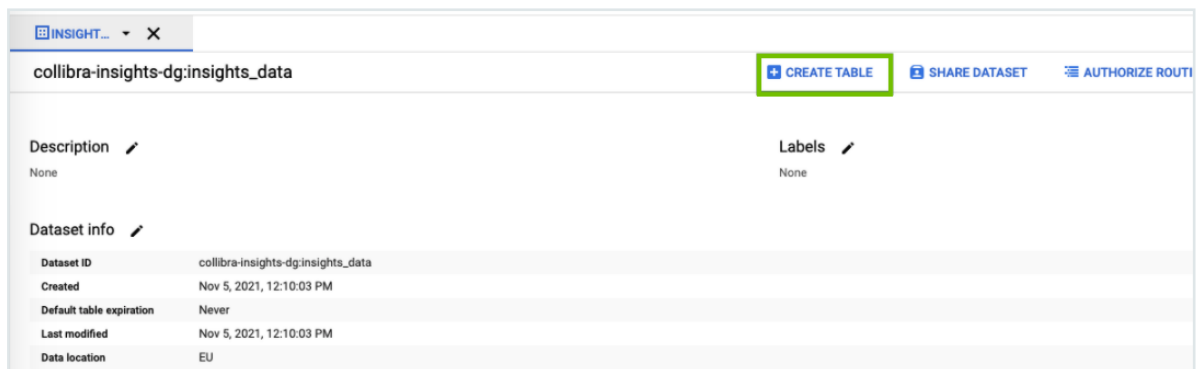 INSIGHT...
collibra-insights-dg:insights_data CREATE TABLE SHARE DATASET AUTHORIZE ROUTI
Description Labels
None None
Dataset info
Dataset ID collibra-insights-dg:insights_data
Created Nov 5, 2021, 12:10:03 PM
Default table expiration Never
Last modified Nov 5, 2021, 12:10:03 PM
Data location EU